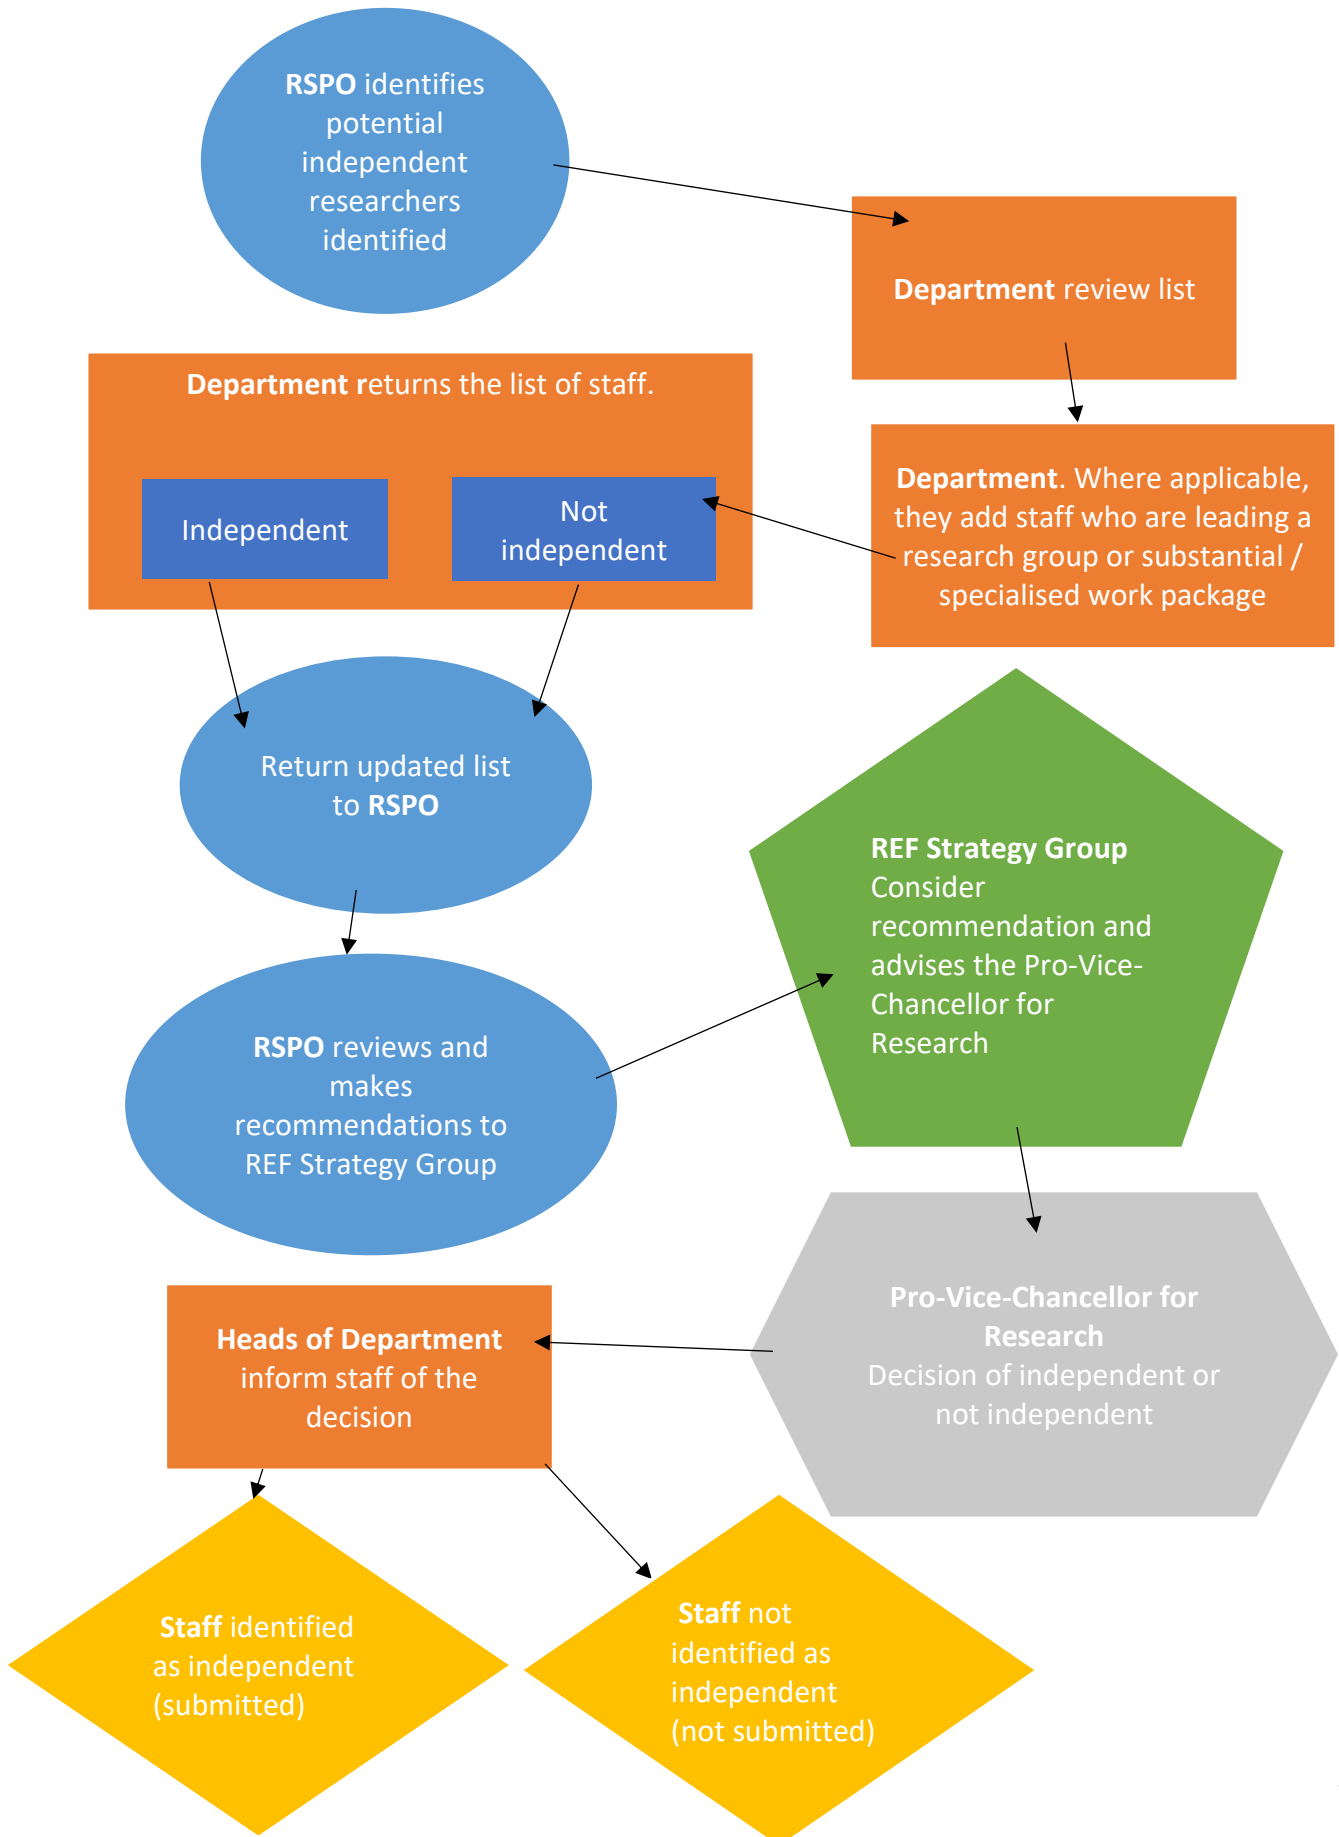 RSPO identifies
potential
independent
researchers
identified
Department review list
Department returns the list of staff.
Independent
Not
independent
Department. Where applicable,
they add staff who are leading a
research group or substantial /
specialised work package
Return updated list
to RSPO
REF Strategy Group
Consider
recommendation and
advises the Pro-Vice-
Chancellor for
Research
RSPO reviews and
makes
recommendations to
REF Strategy Group
Pro-Vice-Chancellor for
Research
Decision of independent or
not independent
Heads of Department
inform staff of the
decision
Staff identified
as independent
(submitted)
Staff not
identified as
independent
(not submitted)